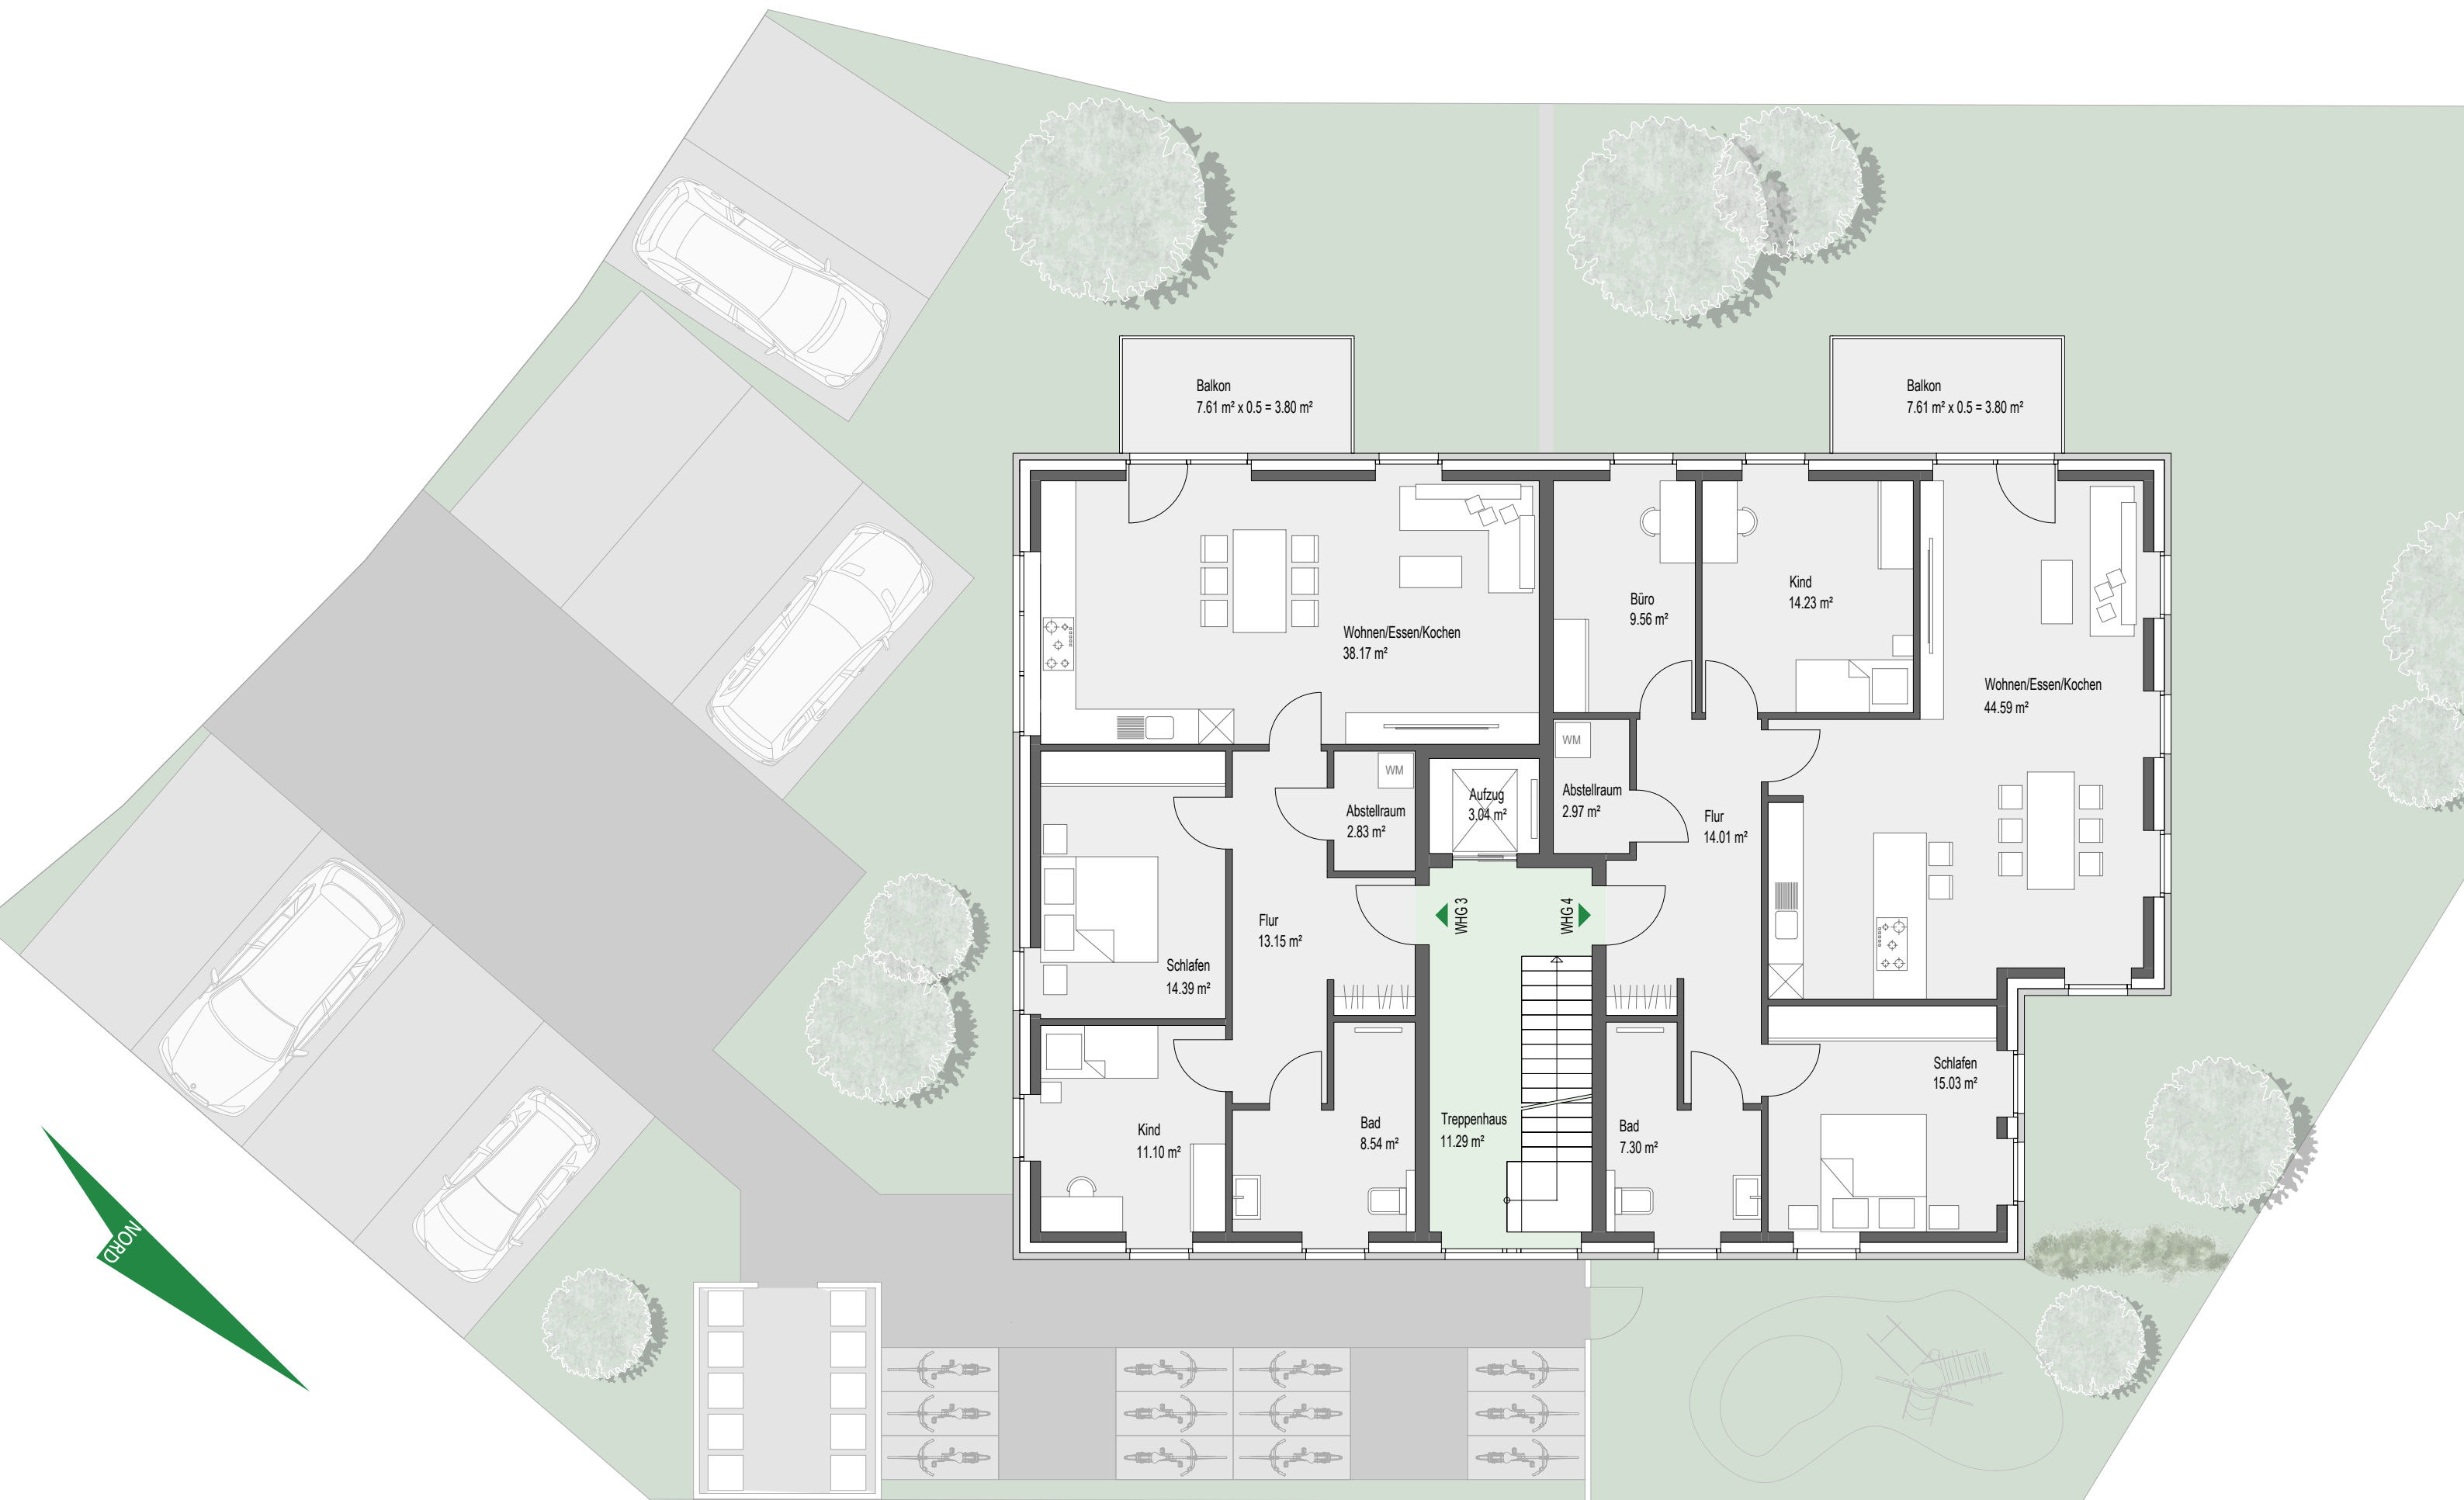 Balkon
7.61 m² x 0.5 = 3.80 m²
Balkon
7.61 m² x 0.5 = 3.80 m²
Wohnen/Essen/Kochen
38.17 m²
Büro
9.56 m²
Kind
14.23 m²
Wohnen/Essen/Kochen
44.59 m²
WM
Abstellraum
2.83 m²
Aufzug
3.04 m²
WM
Abstellraum
2.97 m²
Flur
14.01 m²
Schlafen
14.39 m²
Flur
13.15 m²
WHG 3
WHG 4
Schlafen
15.03 m²
Kind
11.10 m²
Bad
8.54 m²
Treppenhaus
11.29 m²
Bad
7.30 m²
NORD